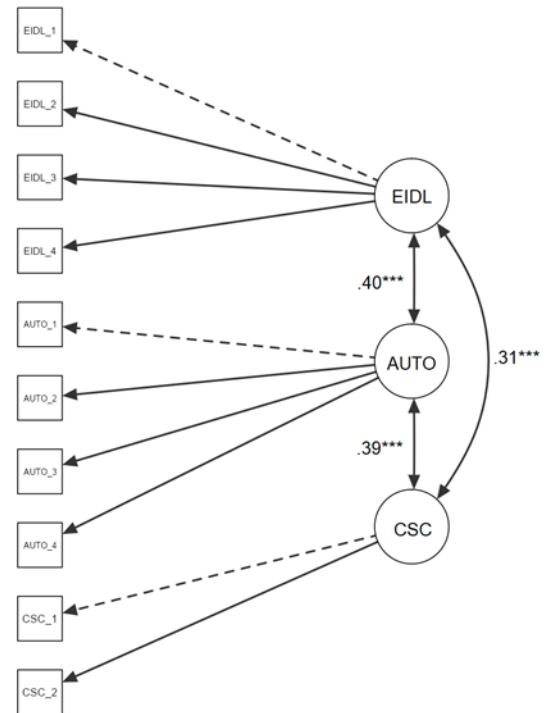 EIDL_1
EIDL_2
EIDL_3
EIDL_4
AUTO_1
AUTO_2
AUTO_3
AUTO_4
CSC_1
CSC_2
EIDL
.40***
AUTO
.31***
.39***
CSC